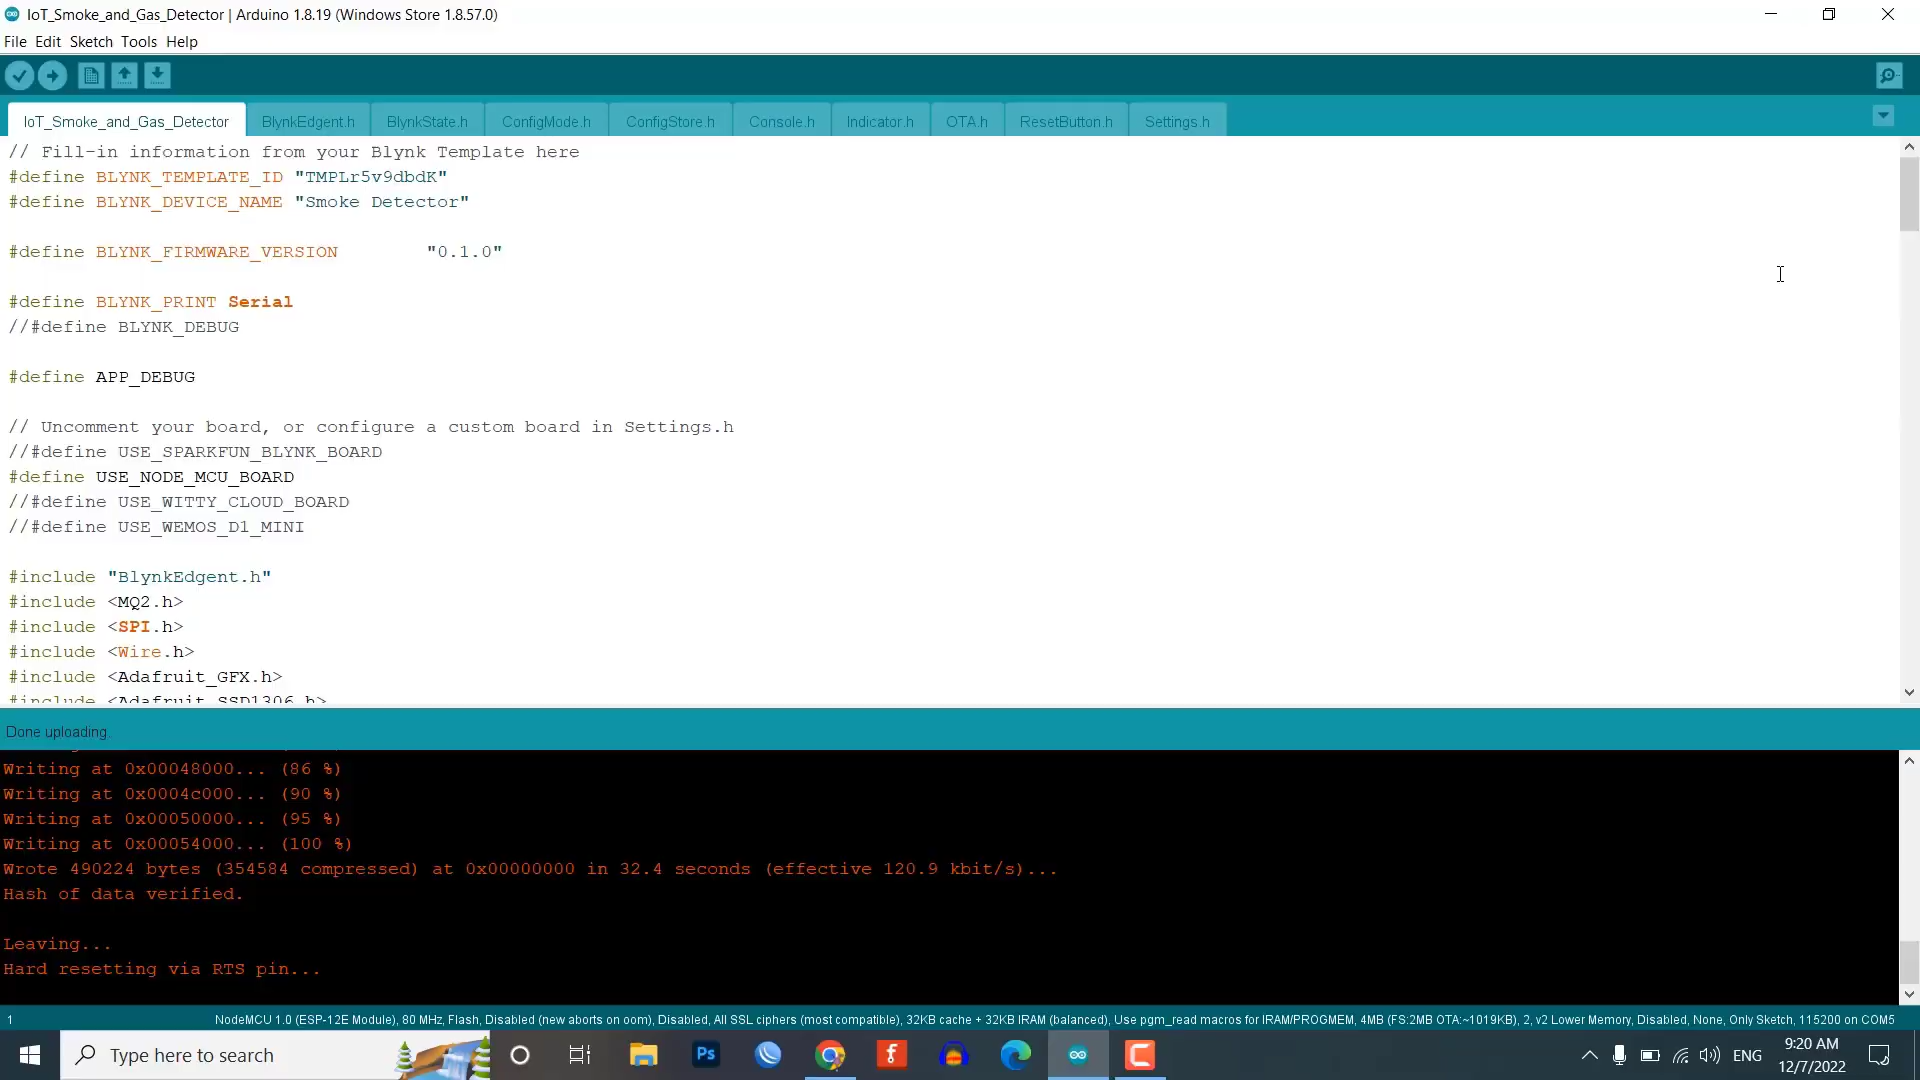 IoT_Smoke_and_Gas_Detector | Arduino 1.8.19 (Windows Store 1.8.57.0)
File Edit Sketch Tools Help
IoT_Smoke_and_Gas_Detector BlynkEdgent.h BlynkState.h ConfigMode.h ConfigStore.h Console.h Indicator.h OTA.h ResetButton.h Settings.h
// Fill-in information from your Blynk Template here
#define BLYNK_TEMPLATE_ID "TMPLr5v9dbdK"
#define BLYNK_DEVICE_NAME "Smoke Detector"
#define BLYNK_FIRMWARE_VERSION "0.1.0"
#define BLYNK_PRINT Serial
//#define BLYNK_DEBUG
#define APP_DEBUG
// Uncomment your board, or configure a custom board in Settings.h
//#define USE_SPARKFUN_BLYNK_BOARD
#define USE_NODE_MCU_BOARD
//#define USE_WITTY_CLOUD_BOARD
//#define USE_WEMOS_D1_MINI
#include "BlynkEdgent.h"
#include <MQ2.h>
#include <SPI.h>
#include <Wire.h>
#include <Adafruit_GFX.h>
#include <Adafruit_SSD1306.h>
Done uploading.
Writing at 0x00048000... (86 %)
Writing at 0x0004c000... (90 %)
Writing at 0x00050000... (95 %)
Writing at 0x00054000... (100 %)
Wrote 490224 bytes (354584 compressed) at 0x00000000 in 32.4 seconds (effective 120.9 kbit/s)...
Hash of data verified.
Leaving...
Hard resetting via RTS pin...
1 NodeMCU 1.0 (ESP-12E Module), 80 MHz, Flash, Disabled (new aborts on oom), Disabled, All SSL ciphers (most compatible), 32KB cache + 32KB IRAM (balanced), Use pgm_read macros for IRAM/PROGMEM, 4MB (FS:2MB OTA:~1019KB), 2, v2 Lower Memory, Disabled, None, Only Sketch, 115200 on COM5
Type here to search
Ps
ENG
9:20 AM
12/7/2022